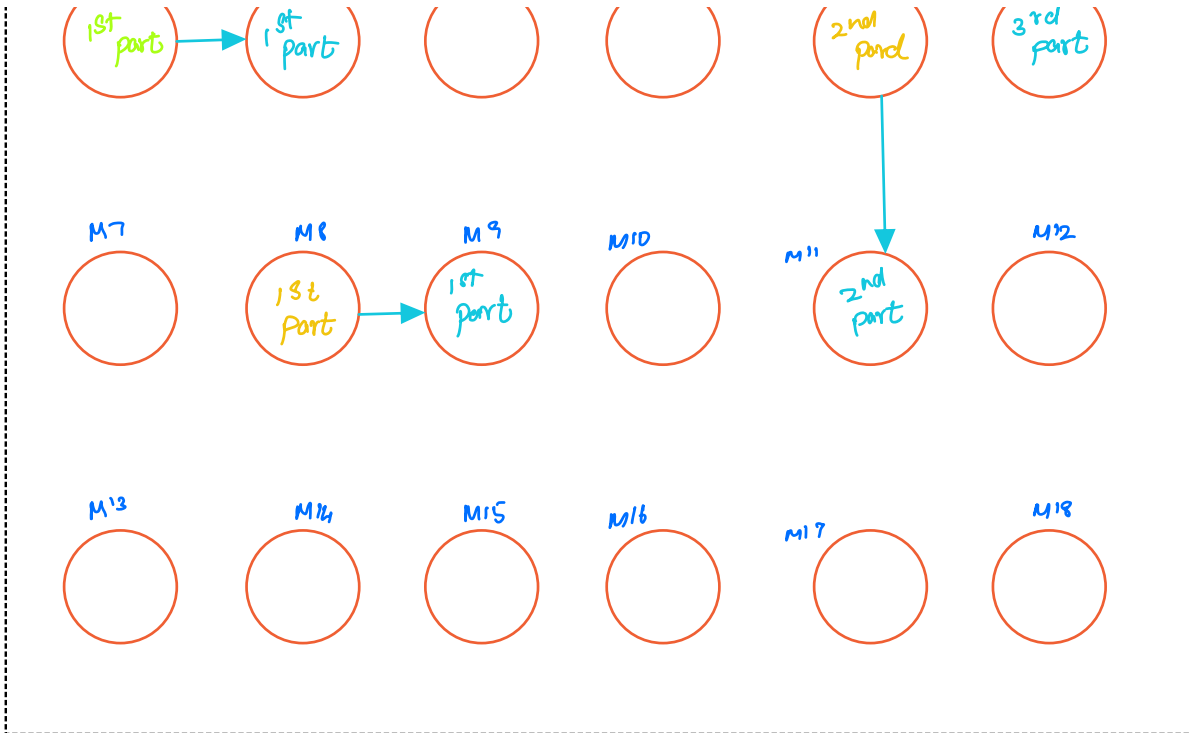 1st
part
1st
part
2nd
pard
3rd
part
M7
M8
M9
M10
M11
M12
1st
part
1st
part
2nd
part
M13
M14
M15
M16
M17
M18